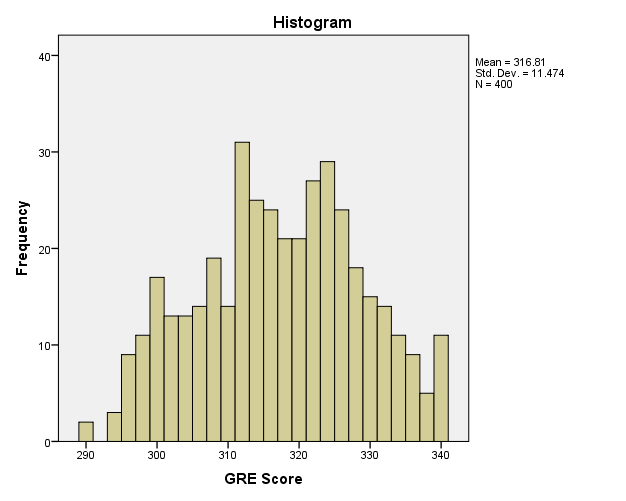 Histogram
Mean = 316.81
Std. Dev. = 11.474
N = 400
Frequency
40
30
20
10
0
290 300 310 320 330 340
GRE Score